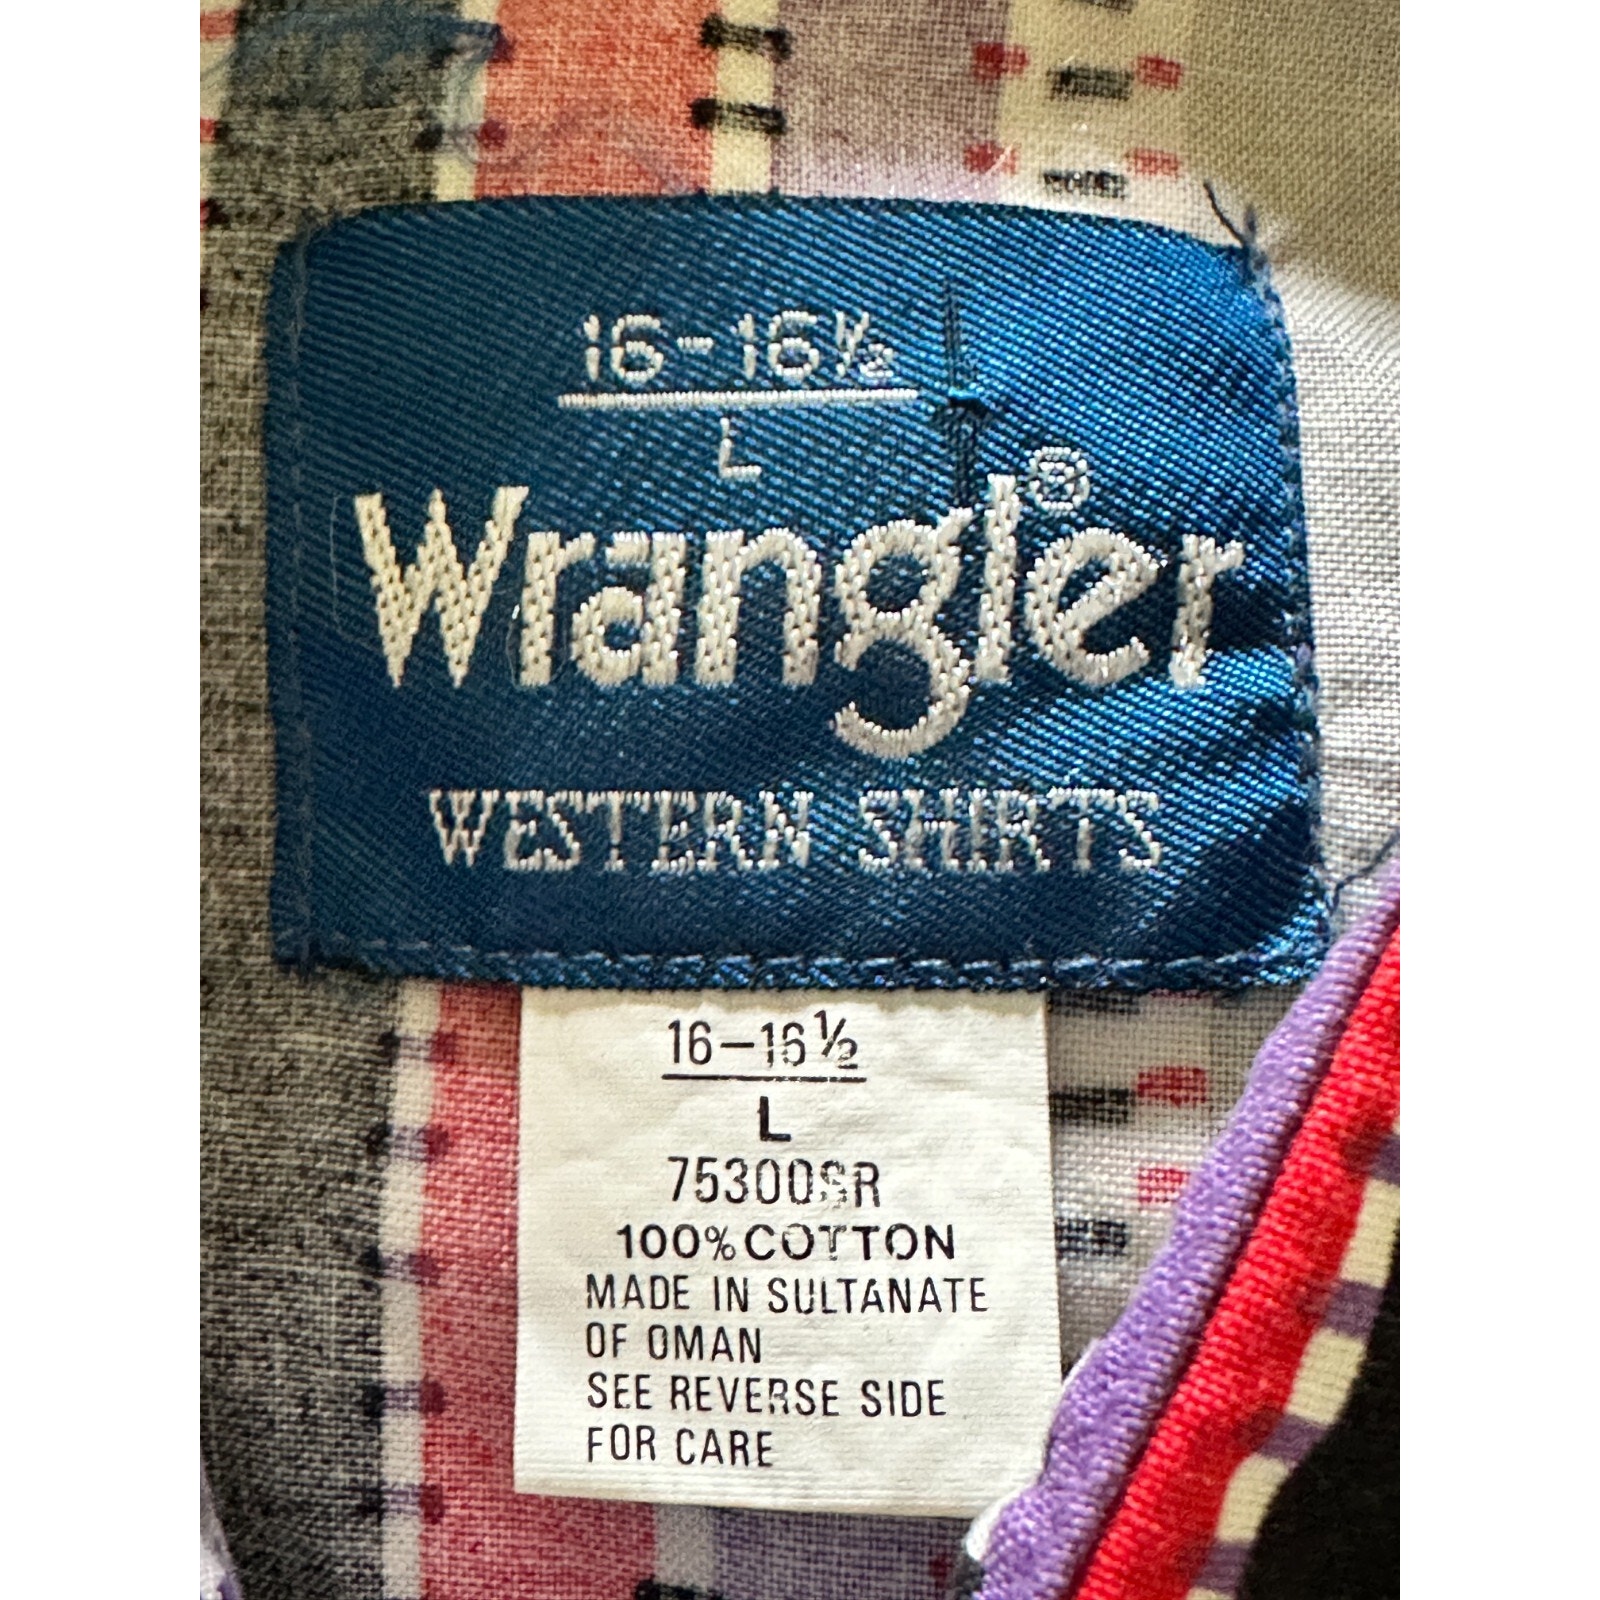 16-16½
L
Wrangler®
WESTERN SHIRTS
16-16½
L
75300SR
100% COTTON
MADE IN SULTANATE
OF OMAN
SEE REVERSE SIDE
FOR CARE